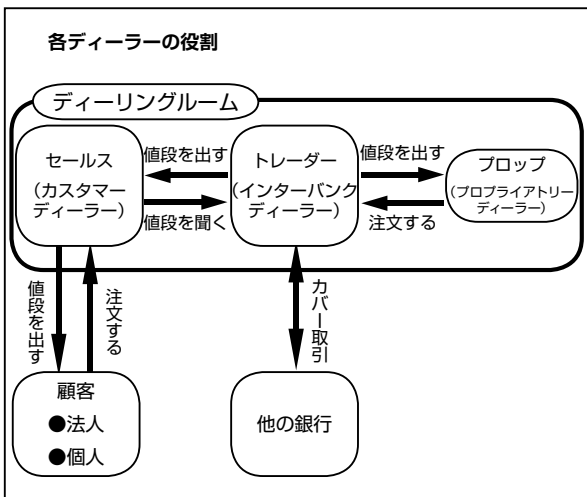 各ディーラーの役割
ディーリングルーム
セールス
（カスタマー
ディーラー）
値段を出す
値段を聞く
トレーダー
（インターバンク
ディーラー）
値段を出す
注文する
プロップ
（プロプライアトリー
ディーラー）
値段を出す
注文する
カバー取引
顧客
●法人
●個人
他の銀行